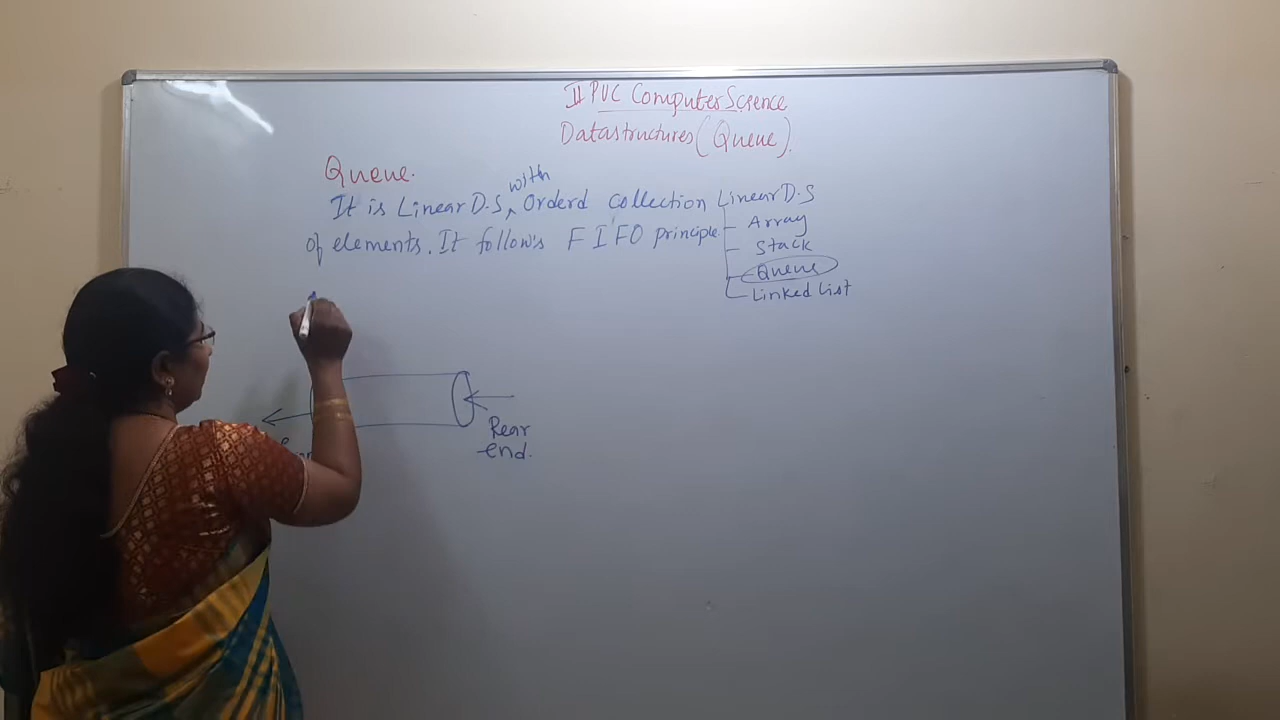 II PUC Computer Science
Datastructures (Queue).
Queue.
It is Linear D.S, with Orderd collection
of elements. It follow's FIFO principle
Linear D.S
Array
Stack
Queue
Linked List
Rear
end.